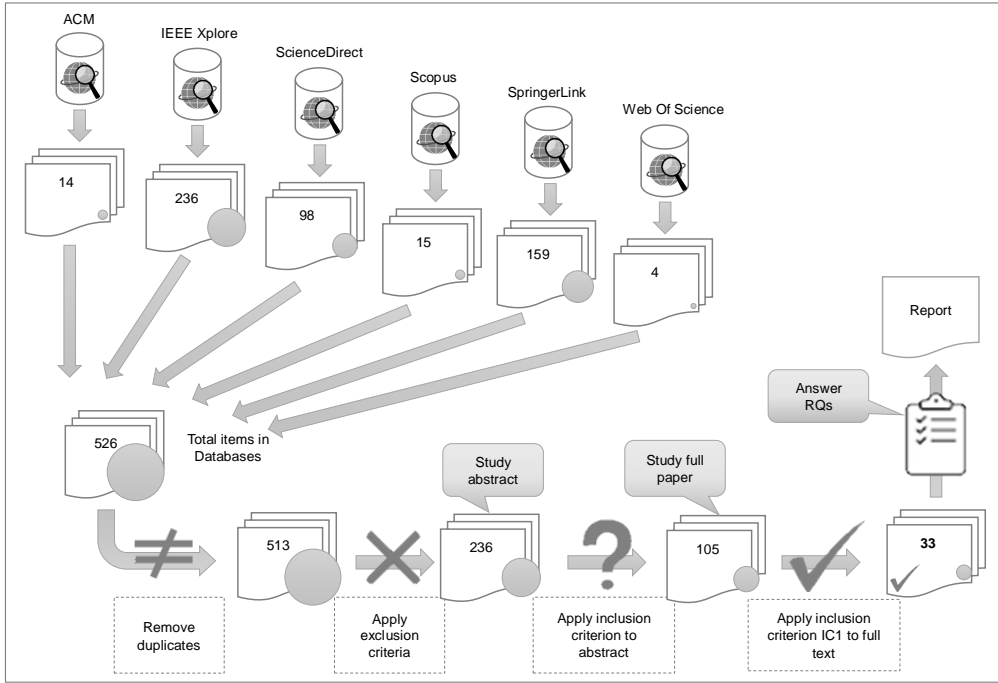 ACM
IEEE Xplore
ScienceDirect
Scopus
SpringerLink
Web Of Science
14
236
98
15
159
4
Report
Answer
RQs
526
Total items in
Databases
Study
abstract
Study full
paper
513
236
105
33
Remove
duplicates
Apply
exclusion
criteria
Apply inclusion
criterion to
abstract
Apply inclusion
criterion IC1 to full
text